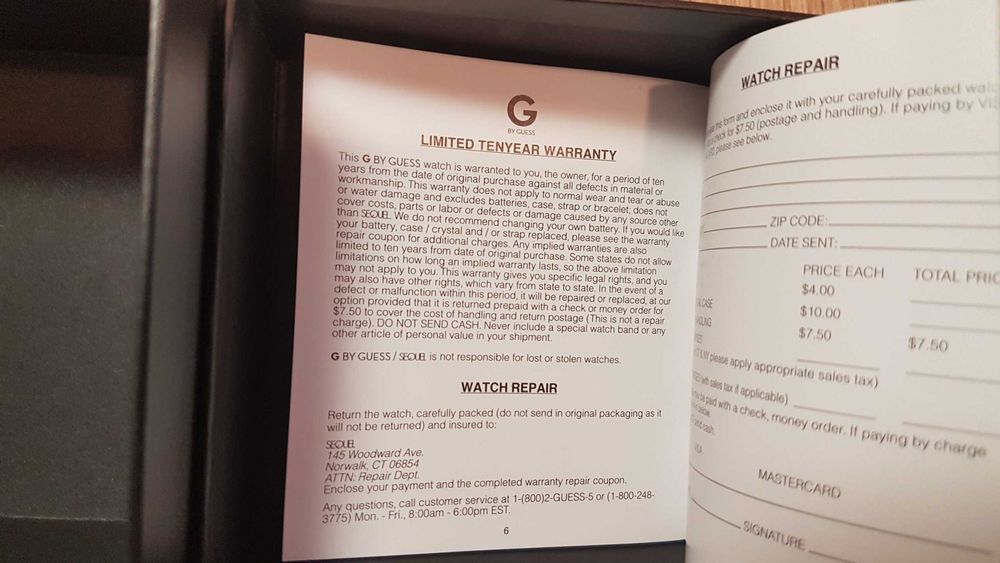 G
BY GUESS
LIMITED TENYEAR WARRANTY
This G BY GUESS watch is warranted to you, the owner, for a period of ten
years from the date of original purchase against all defects in material or
workmanship. This warranty does not apply to normal wear and tear or abuse
or water damage and excludes batteries, case, strap or bracelet; does not
cover costs, parts or labor or defects or damage caused by any source other
than SEQUEL. We do not recommend changing your own battery. If you would like
your battery, case / crystal and / or strap replaced, please see the warranty
repair coupon for additional charges. Any implied warranties are also
limited to ten years from date of original purchase. Some states do not allow
limitations on how long an implied warranty lasts, so the above limitation
may not apply to you. This warranty gives you specific legal rights, and you
may also have other rights, which vary from state to state. In the event of a
defect or malfunction within this period, it will be repaired or replaced, at our
option provided that it is returned prepaid with a check or money order for
$7.50 to cover the cost of handling and return postage (This is not a repair
charge). DO NOT SEND CASH. Never include a special watch band or any
other article of personal value in your shipment.
G BY GUESS / SEQUEL is not responsible for lost or stolen watches.
WATCH REPAIR
Return the watch, carefully packed (do not send in original packaging as it
will not be returned) and insured to:
SEQUEL
145 Woodward Ave.
Norwalk, CT 06854
ATTN: Repair Dept.
Enclose your payment and the completed warranty repair coupon.
Any questions, call customer service at 1-(800)2-GUESS-5 or (1-800-248-
3775) Mon. - Fri., 8:00am - 6:00pm EST.
6
WATCH REPAIR
this form and enclose it with your carefully packed
check for $7.50 (postage and handling). If paying by
please see below.
ZIP CODE:
DATE SENT:
PRICE EACH TOTAL PRIC
CASE $4.00
$10.00
$7.50 $7.50
NY please apply appropriate sales tax)
(with sales tax if applicable)
be paid with a check, money order. If paying by charge
below.
cash.
MASTERCARD
SIGNATURE